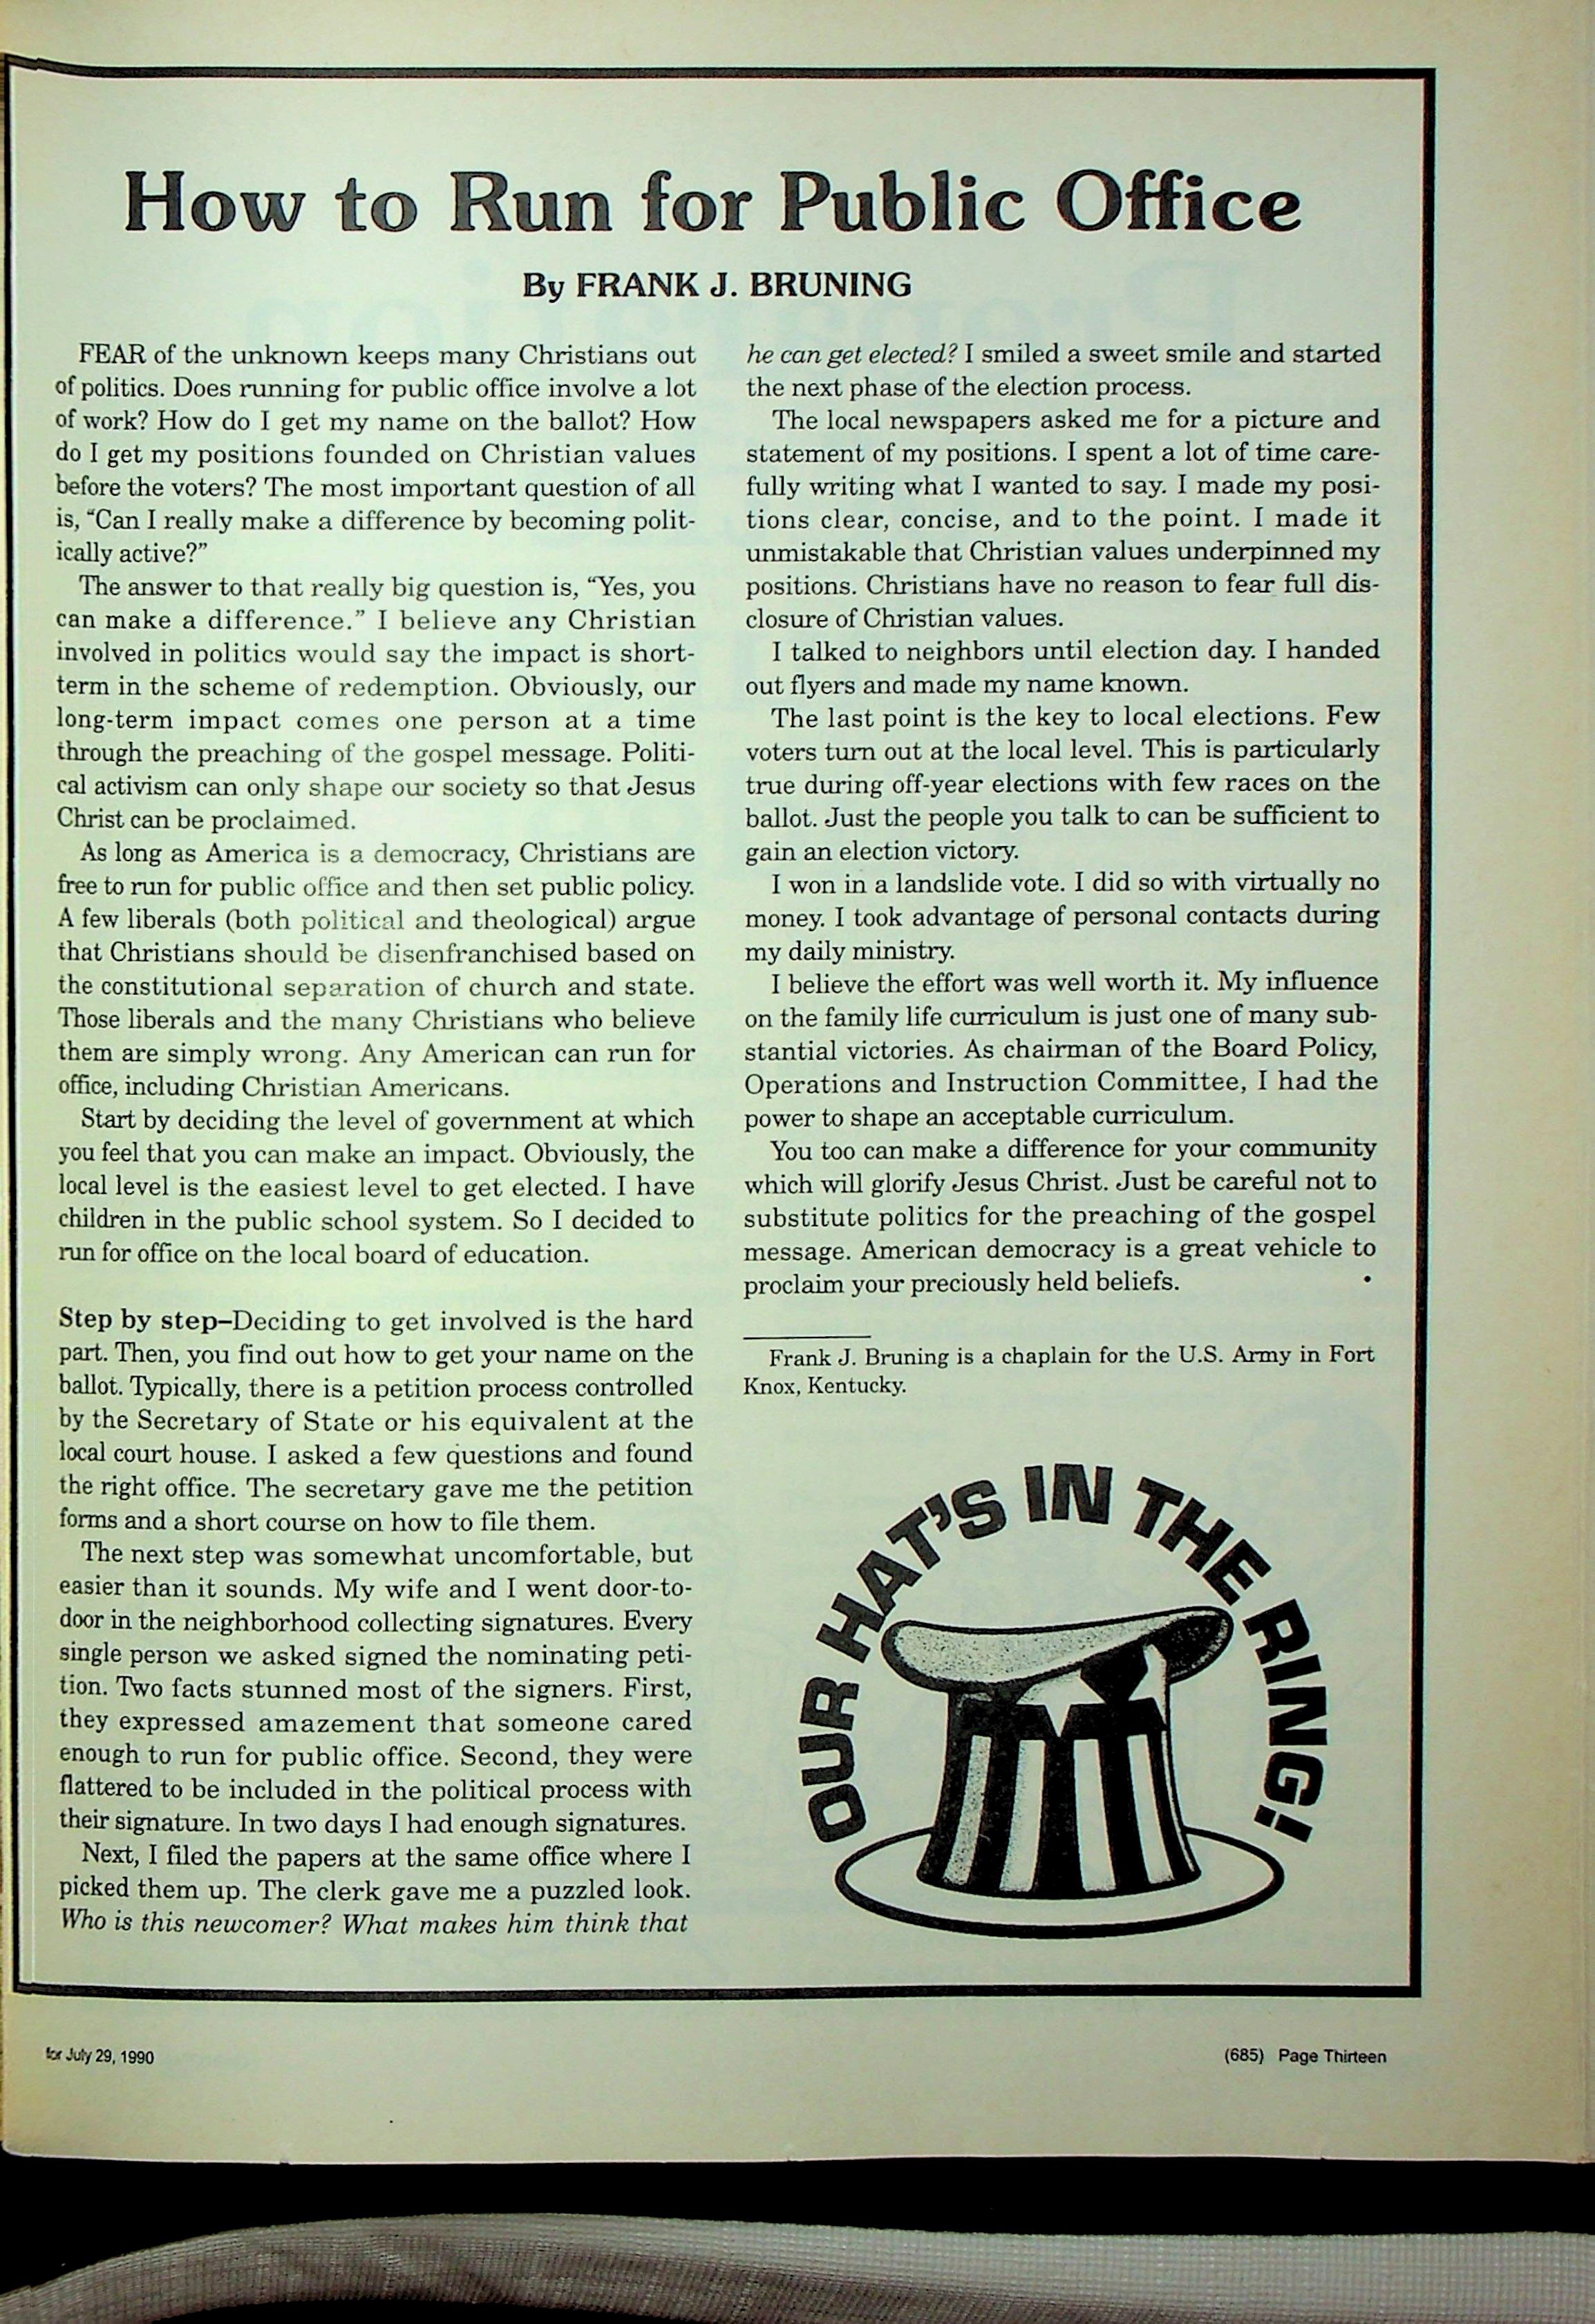 How to Run for Public Office
By FRANK J. BRUNING
FEAR of the unknown keeps many Christians out
of politics. Does running for public office involve a lot
of work? How do I get my name on the ballot? How
do I get my positions founded on Christian values
before the voters? The most important question of all
is, “Can I really make a difference by becoming polit-
ically active?”
The answer to that really big question is, “Yes, you
can make a difference.” I believe any Christian
involved in politics would say the impact is short-
term in the scheme of redemption. Obviously, our
long-term impact comes one person at a time
through the preaching of the gospel message. Politi-
cal activism can only shape our society so that Jesus
Christ can be proclaimed.
As long as America is a democracy, Christians are
free to run for public office and then set public policy.
A few liberals (both political and theological) argue
that Christians should be disenfranchised based on
the constitutional separation of church and state.
Those liberals and the many Christians who believe
them are simply wrong. Any American can run for
office, including Christian Americans.
Start by deciding the level of government at which
you feel that you can make an impact. Obviously, the
local level is the easiest level to get elected. I have
children in the public school system. So I decided to
run for office on the local board of education.
Step by step–Deciding to get involved is the hard
part. Then, you find out how to get your name on the
ballot. Typically, there is a petition process controlled
by the Secretary of State or his equivalent at the
local court house. I asked a few questions and found
the right office. The secretary gave me the petition
forms and a short course on how to file them.
The next step was somewhat uncomfortable, but
easier than it sounds. My wife and I went door-to-
door in the neighborhood collecting signatures. Every
single person we asked signed the nominating peti-
tion. Two facts stunned most of the signers. First,
they expressed amazement that someone cared
enough to run for public office. Second, they were
flattered to be included in the political process with
their signature. In two days I had enough signatures.
Next, I filed the papers at the same office where I
picked them up. The clerk gave me a puzzled look.
Who is this newcomer? What makes him think that
he can get elected? I smiled a sweet smile and started
the next phase of the election process.
The local newspapers asked me for a picture and
statement of my positions. I spent a lot of time care-
fully writing what I wanted to say. I made my posi-
tions clear, concise, and to the point. I made it
unmistakable that Christian values underpinned my
positions. Christians have no reason to fear full dis-
closure of Christian values.
I talked to neighbors until election day. I handed
out flyers and made my name known.
The last point is the key to local elections. Few
voters turn out at the local level. This is particularly
true during off-year elections with few races on the
ballot. Just the people you talk to can be sufficient to
gain an election victory.
I won in a landslide vote. I did so with virtually no
money. I took advantage of personal contacts during
my daily ministry.
I believe the effort was well worth it. My influence
on the family life curriculum is just one of many sub-
stantial victories. As chairman of the Board Policy,
Operations and Instruction Committee, I had the
power to shape an acceptable curriculum.
You too can make a difference for your community
which will glorify Jesus Christ. Just be careful not to
substitute politics for the preaching of the gospel
message. American democracy is a great vehicle to
proclaim your preciously held beliefs. •
Frank J. Bruning is a chaplain for the U.S. Army in Fort
Knox, Kentucky.
OUR HAT’S IN THE RING!
for July 29, 1990
(685) Page Thirteen